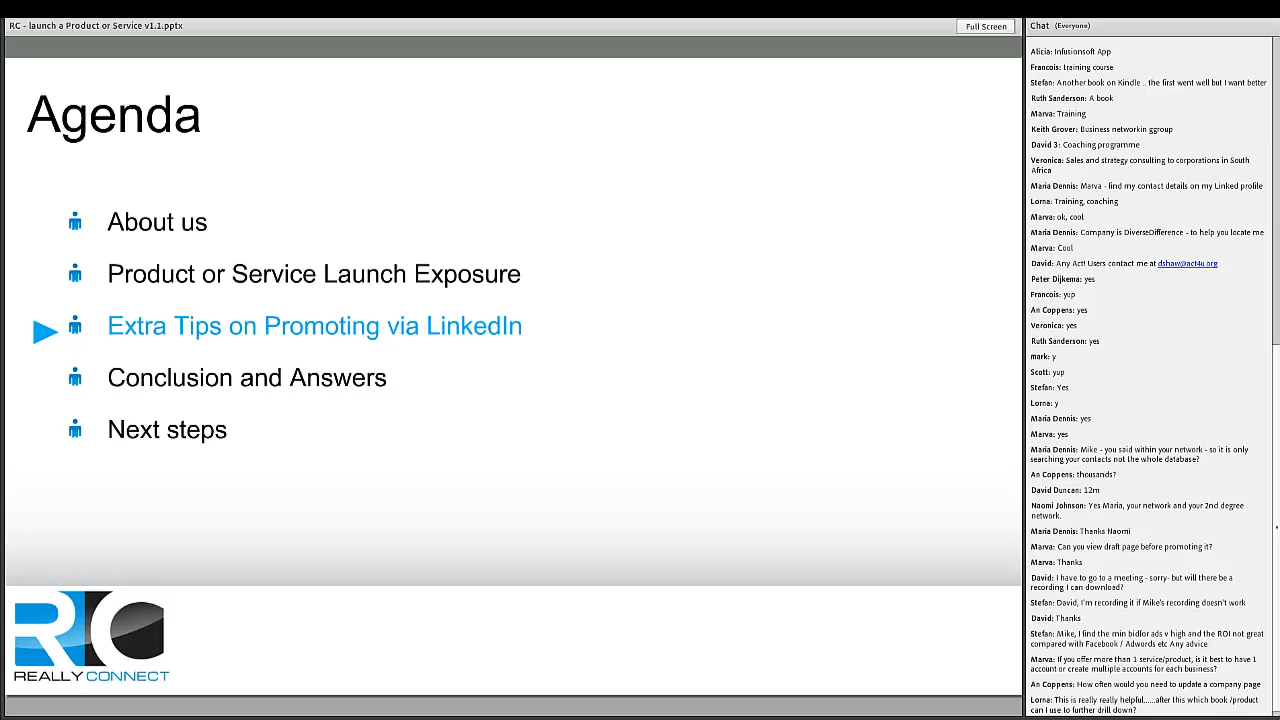 RC - launch a Product or Service v1.1.pptx
Full Screen
Agenda
About us
Product or Service Launch Exposure
Extra Tips on Promoting via LinkedIn
Conclusion and Answers
Next steps
RC
REALLYCONNECT
Chat (Everyone)
Alicia: Infusionsoft App
Francois: training course
Stefan: Another book on Kindle .. the first went well but I want better
Ruth Sanderson: A book
Marva: Training
Keith Grover: Business networkin ggroup
David 3: Coaching programme
Veronica: Sales and strategy consulting to corporations in South
Africa
Maria Dennis: Marva - find my contact details on my Linked profile
Lorna: Training, coaching
Marva: ok, cool
Maria Dennis: Company is DiverseDifference - to help you locate me
Marva: Cool
David: Any Act! Users contact me at dshaw@act4u.org
Peter Dijkema: yes
Francois: yup
An Coppens: yes
Veronica: yes
Ruth Sanderson: yes
mark: y
Scott: yup
Stefan: Yes
Lorna: y
Maria Dennis: yes
Marva: yes
Maria Dennis: Mike - you said within your network - so it is only
searching your contacts not the whole database?
An Coppens: thousands?
David Duncan: 12m
Naomi Johnson: Yes Maria, your network and your 2nd degree
network.
Maria Dennis: Thanks Naomi
Marva: Can you view draft page before promoting it?
Marva: Thanks
David: I have to go to a meeting - sorry- but will there be a
recording I can download?
Stefan: David, I'm recording it if Mike's recording doesn't work
David: Thanks
Stefan: Mike, I find the min bidfor ads v high and the ROI not great
compared with Facebook / Adwords etc Any advice
Marva: If you offer more than 1 service/product, is it best to have 1
account or create multiple accounts for each business?
An Coppens: How often would you need to update a company page
Lorna: This is really really helpful......after this which book /product
can I use to further drill down?